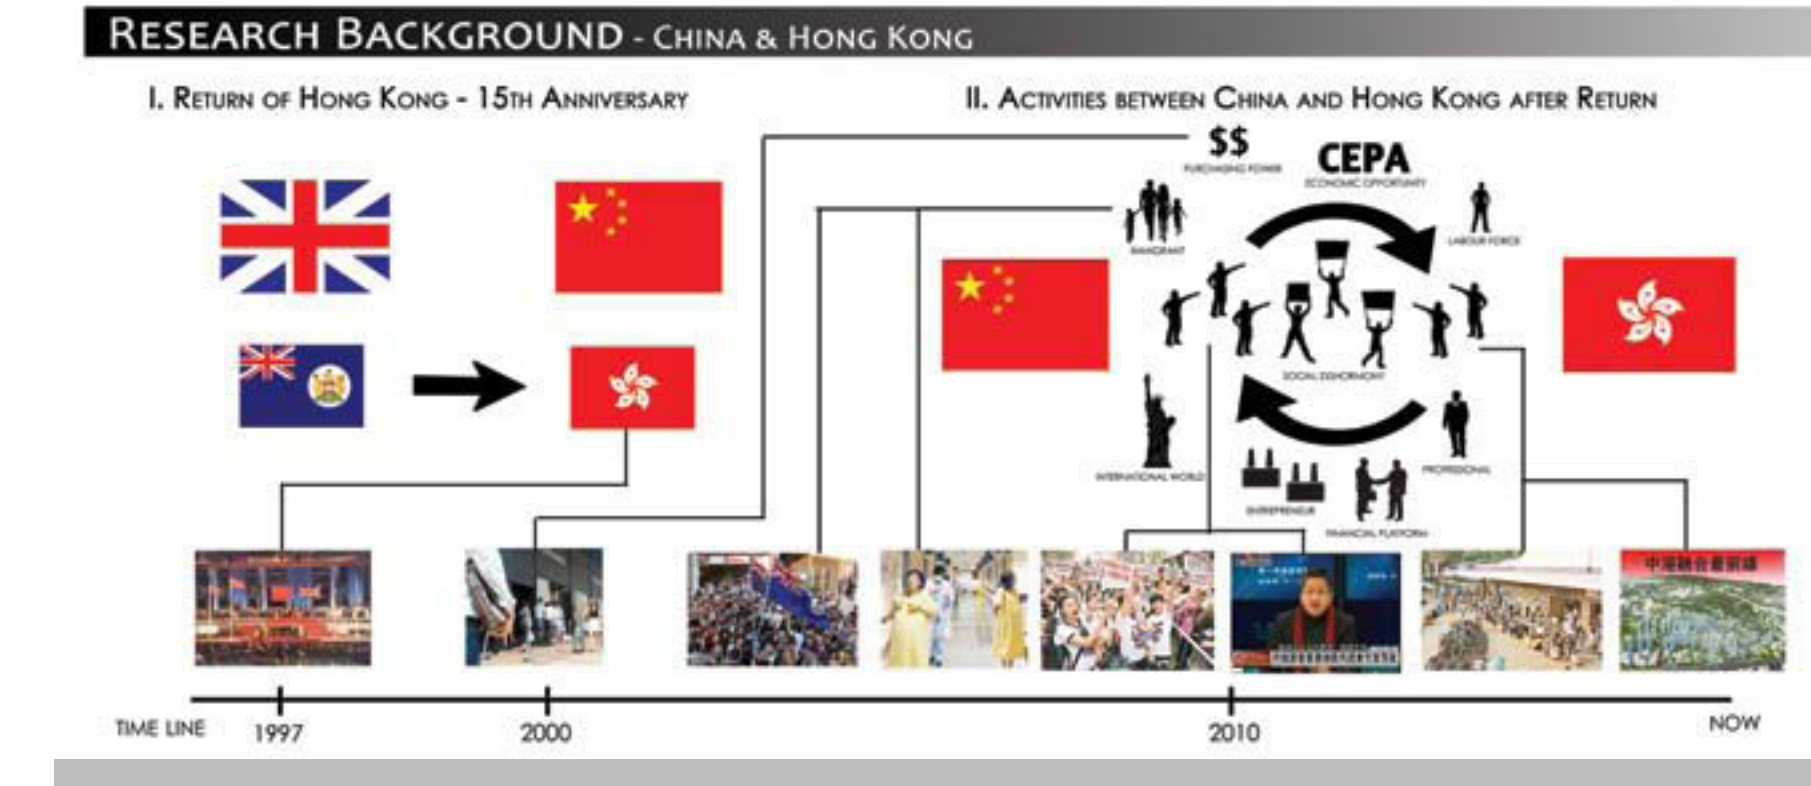 RESEARCH BACKGROUND - CHINA & HONG KONG
I. RETURN OF HONG KONG - 15TH ANNIVERSARY
II. ACTIVITIES BETWEEN CHINA AND HONG KONG AFTER RETURN
$$
PURCHASING POWER
CEPA
ECONOMIC OPPORTUNITY
IMMIGRANT
LABOUR FORCE
SOCIAL DISHORMONY
INTERNATIONAL WORLD
PROFESSIONAL
ENTREPRENEUR
FINANCIAL PLATFORM
中港融合最前線
TIME LINE
1997
2000
2010
NOW